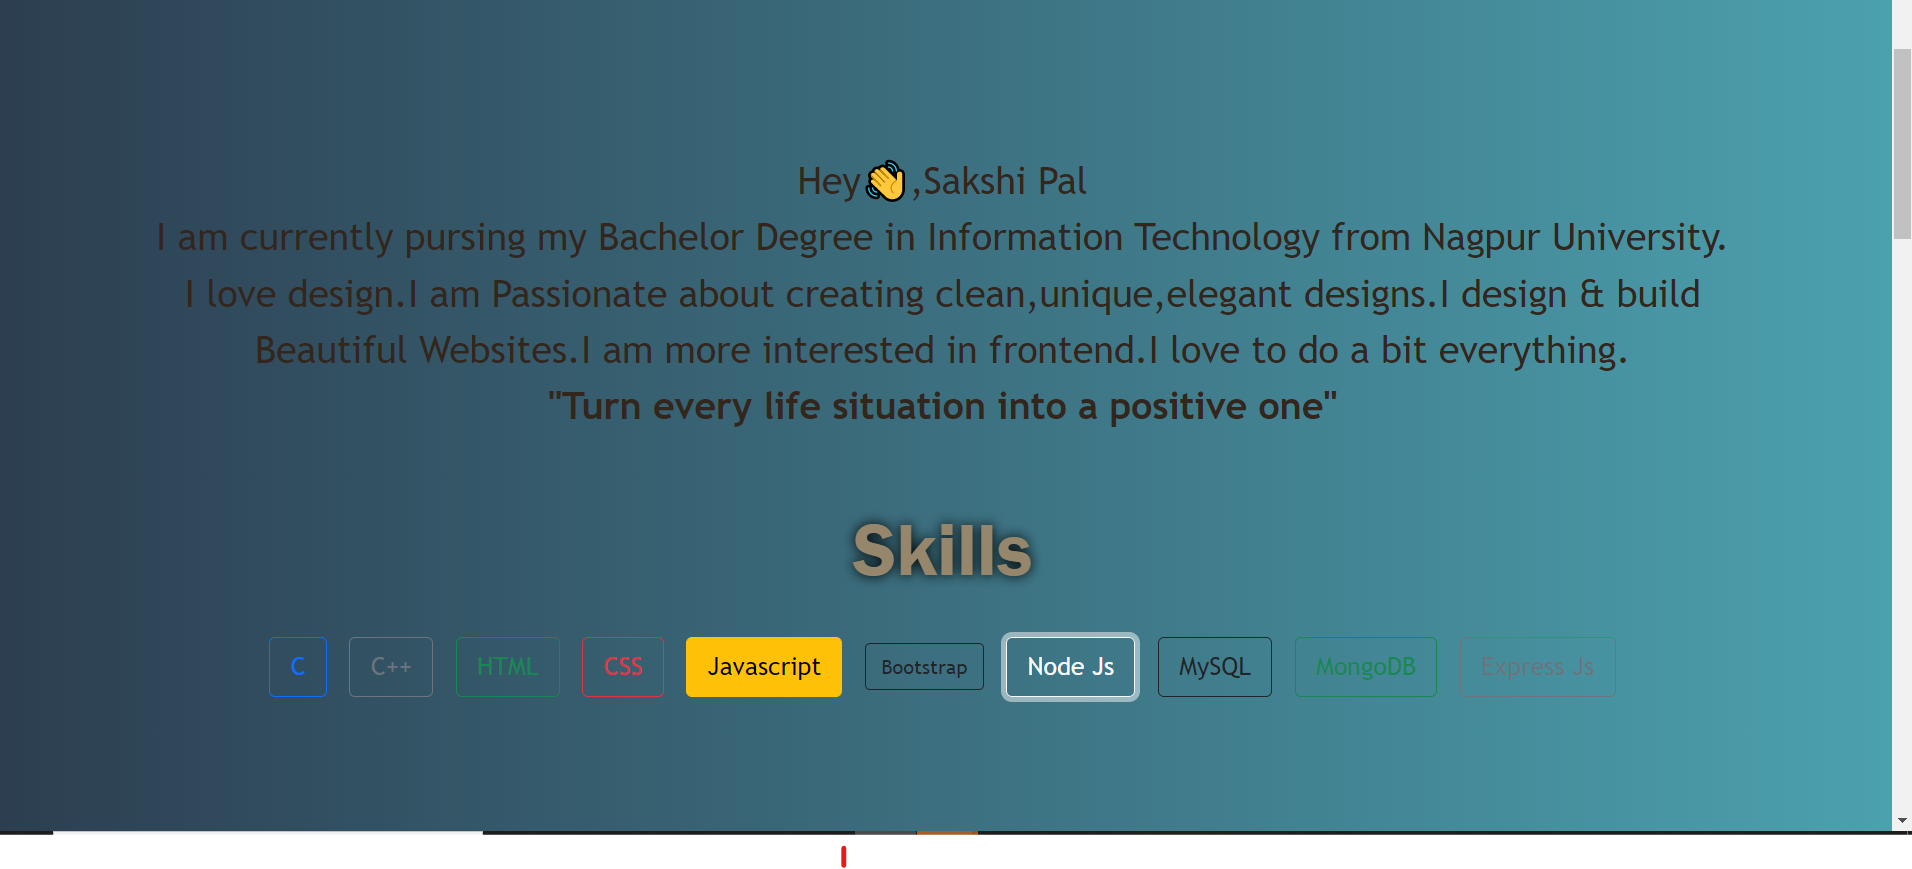 Hey👋,Sakshi Pal
I am currently pursing my Bachelor Degree in Information Technology from Nagpur University.
I love design.I am Passionate about creating clean,unique,elegant designs.I design & build
Beautiful Websites.I am more interested in frontend.I love to do a bit everything.
"Turn every life situation into a positive one"
Skills
C C++ HTML CSS Javascript Bootstrap Node Js MySQL MongoDB Express Js